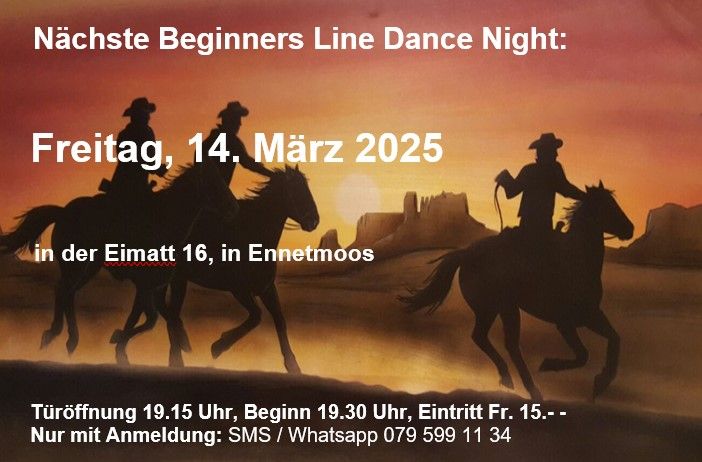 Nächste Beginners Line Dance Night:
Freitag, 14. März 2025
in der Eimatt 16, in Ennetmoos
Türöffnung 19.15 Uhr, Beginn 19.30 Uhr, Eintritt Fr. 15.- -
Nur mit Anmeldung: SMS / Whatsapp 079 599 11 34